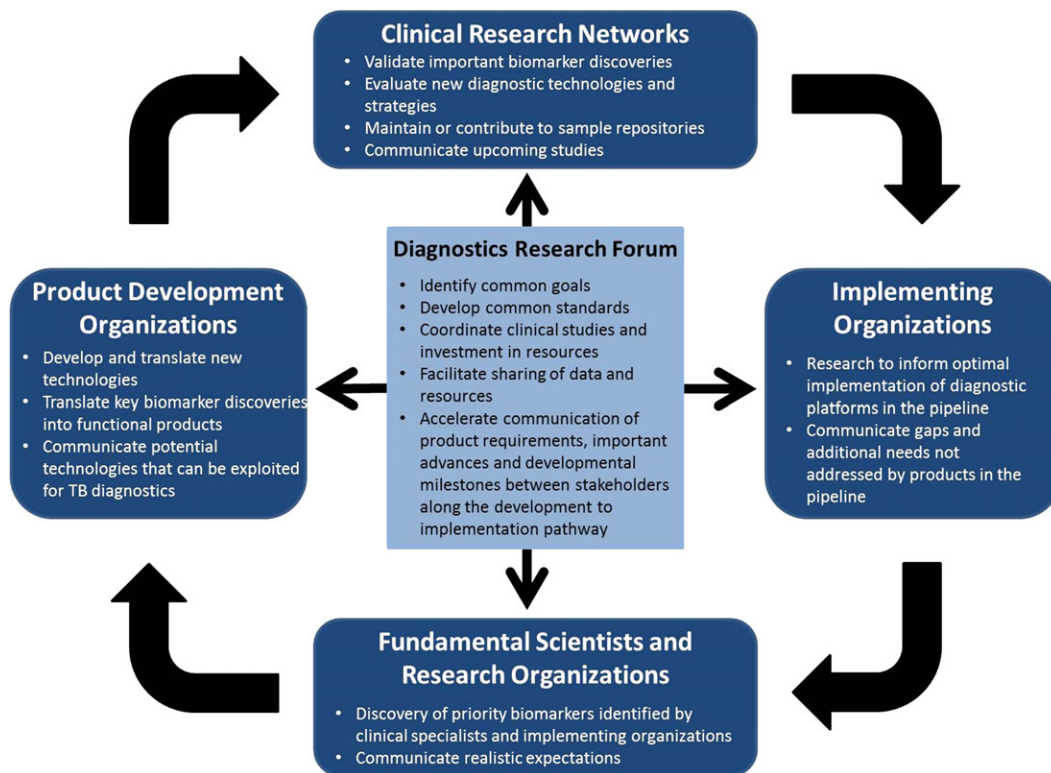 Clinical Research Networks
• Validate important biomarker discoveries
• Evaluate new diagnostic technologies and
strategies
• Maintain or contribute to sample repositories
• Communicate upcoming studies
Diagnostics Research Forum
• Identify common goals
• Develop common standards
• Coordinate clinical studies and
investment in resources
• Facilitate sharing of data and
resources
• Accelerate communication of
product requirements, important
advances and developmental
milestones between stakeholders
along the development to
implementation pathway
Product Development
Organizations
• Develop and translate new
technologies
• Translate key biomarker discoveries
into functional products
• Communicate potential
technologies that can be exploited
for TB diagnostics
Implementing
Organizations
• Research to inform optimal
implementation of diagnostic
platforms in the pipeline
• Communicate gaps and
additional needs not
addressed by products in the
pipeline
Fundamental Scientists and
Research Organizations
• Discovery of priority biomarkers identified by
clinical specialists and implementing organizations
• Communicate realistic expectations